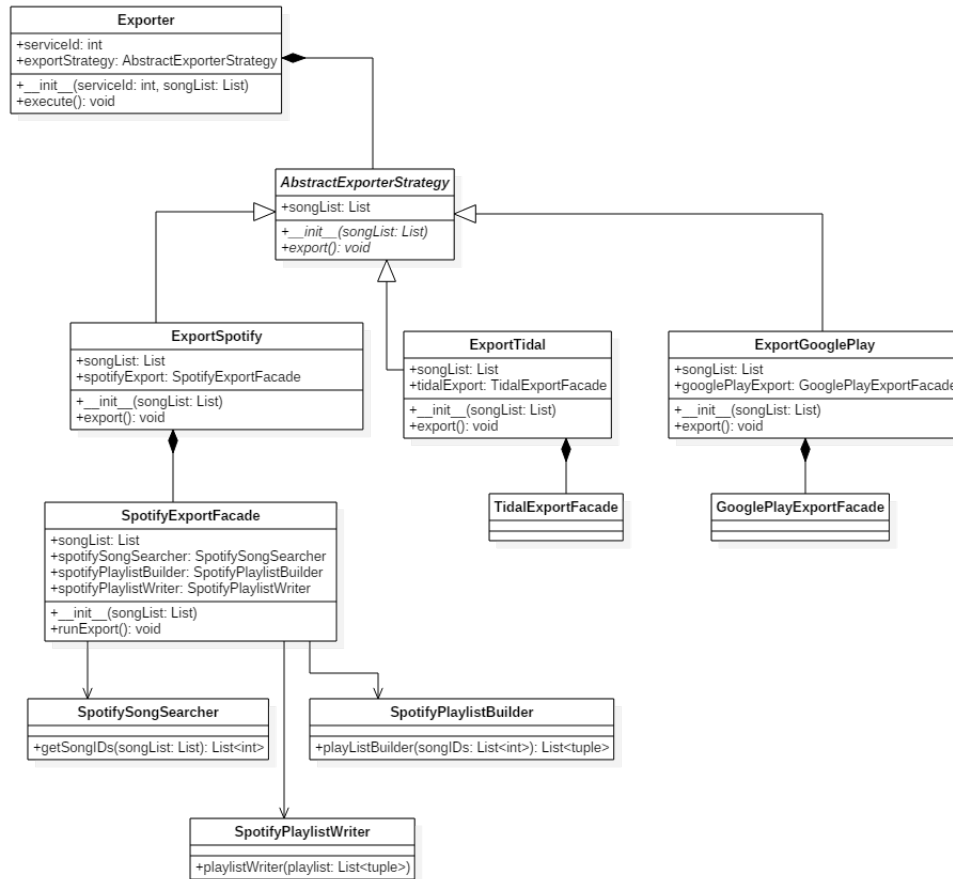 Exporter
+serviceId: int
+exportStrategy: AbstractExporterStrategy
+__init__(serviceId: int, songList: List)
+execute(): void
AbstractExporterStrategy
+songList: List
+__init__(songList: List)
+export(): void
ExportSpotify
+songList: List
+spotifyExport: SpotifyExportFacade
+__init__(songList: List)
+export(): void
ExportTidal
+songList: List
+tidalExport: TidalExportFacade
+__init__(songList: List)
+export(): void
ExportGooglePlay
+songList: List
+googlePlayExport: GooglePlayExportFacade
+__init__(songList: List)
+export(): void
SpotifyExportFacade
+songList: List
+spotifySongSearcher: SpotifySongSearcher
+spotifyPlaylistBuilder: SpotifyPlaylistBuilder
+spotifyPlaylistWriter: SpotifyPlaylistWriter
+__init__(songList: List)
+runExport(): void
TidalExportFacade
GooglePlayExportFacade
SpotifySongSearcher
+getSongIDs(songList: List): List<int>
SpotifyPlaylistBuilder
+playListBuilder(songIDs: List<int>): List<tuple>
SpotifyPlaylistWriter
+playlistWriter(playlist: List<tuple>)